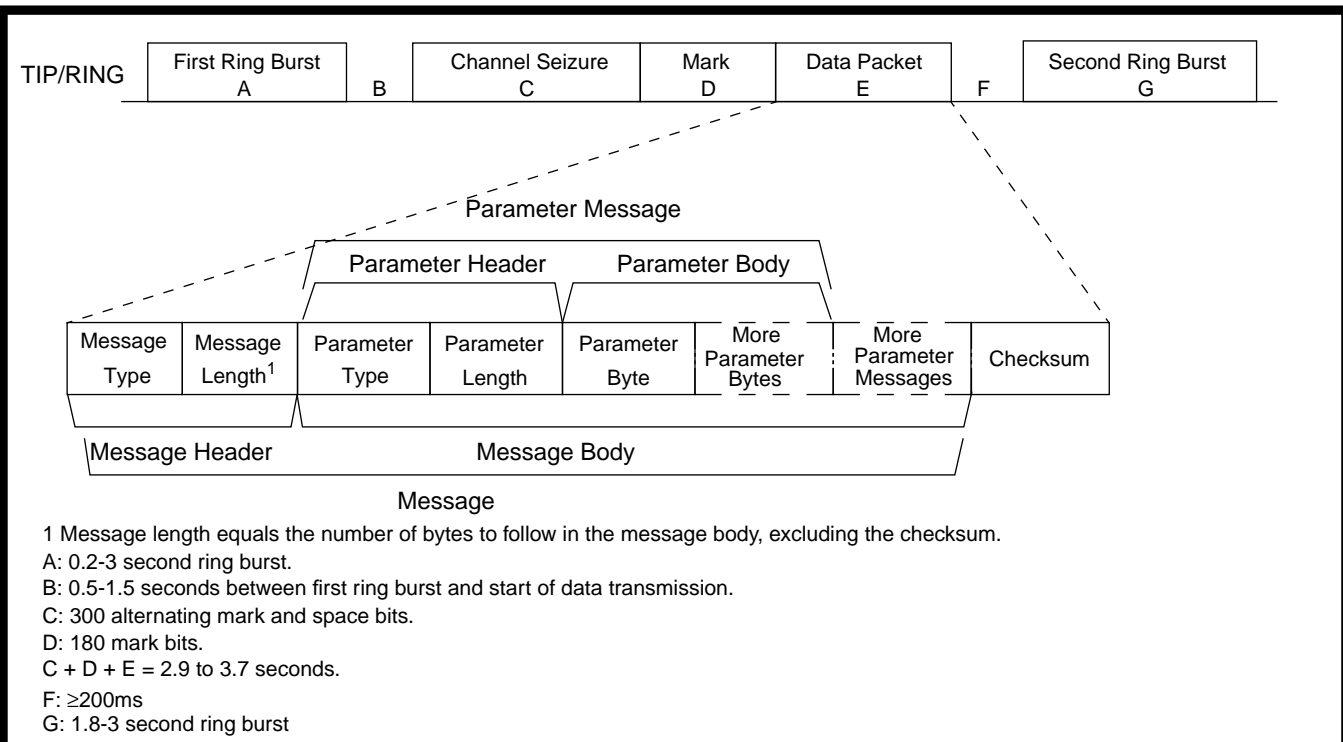 TIP/RING
First Ring Burst
A
B
Channel Seizure
C
Mark
D
Data Packet
E
F
Second Ring Burst
G
Parameter Message
Parameter Header
Parameter Body
Message
Type
Message
Length1
Parameter
Type
Parameter
Length
Parameter
Byte
More
Parameter
Bytes
More
Parameter
Messages
Checksum
Message Header
Message Body
Message
1 Message length equals the number of bytes to follow in the message body, excluding the checksum.
A: 0.2-3 second ring burst.
B: 0.5-1.5 seconds between first ring burst and start of data transmission.
C: 300 alternating mark and space bits.
D: 180 mark bits.
C + D + E = 2.9 to 3.7 seconds.
F: ≥200ms
G: 1.8-3 second ring burst